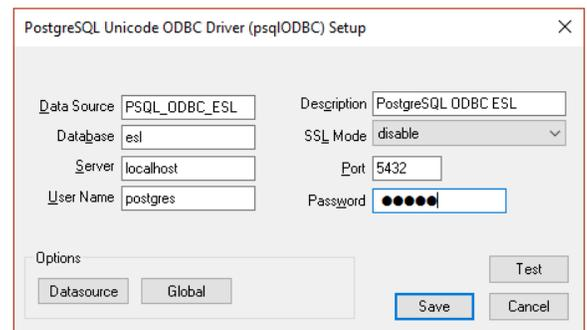 PostgreSQL Unicode ODBC Driver (psqlODBC) Setup
Data Source PSQL_ODBC_ESL Description PostgreSQL ODBC ESL
Database esl SSL Mode disable
Server localhost Port 5432
User Name postgres Password ●●●●●
Options
Datasource Global Test
Save Cancel